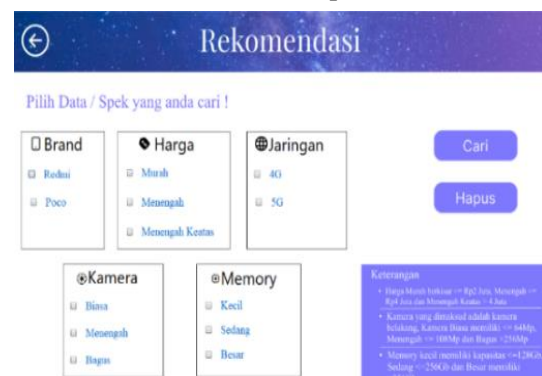 Rekomendasi
Pilih Data / Spek yang anda cari !
Brand
Redmi
Poco
Harga
Murah
Menengah
Menengah Keatas
Jaringan
4G
5G
Cari
Hapus
Kamera
Biasa
Menengah
Bagus
Memory
Kecil
Sedang
Besar
Keterangan
Harga Murah berkisar <= Rp2 Juta, Menengah <=
Rp4 Juta dan Menengah Keatas > 4 Juta
Kamera yang dimaksud adalah kamera
belakang, Kamera Biasa memiliki <= 64Mp,
Menengah <= 108Mp dan Bagus >256Mp
Memory kecil memiliki kapasitas <=128Gb,
Sedang <=256Gb dan Besar memiliki